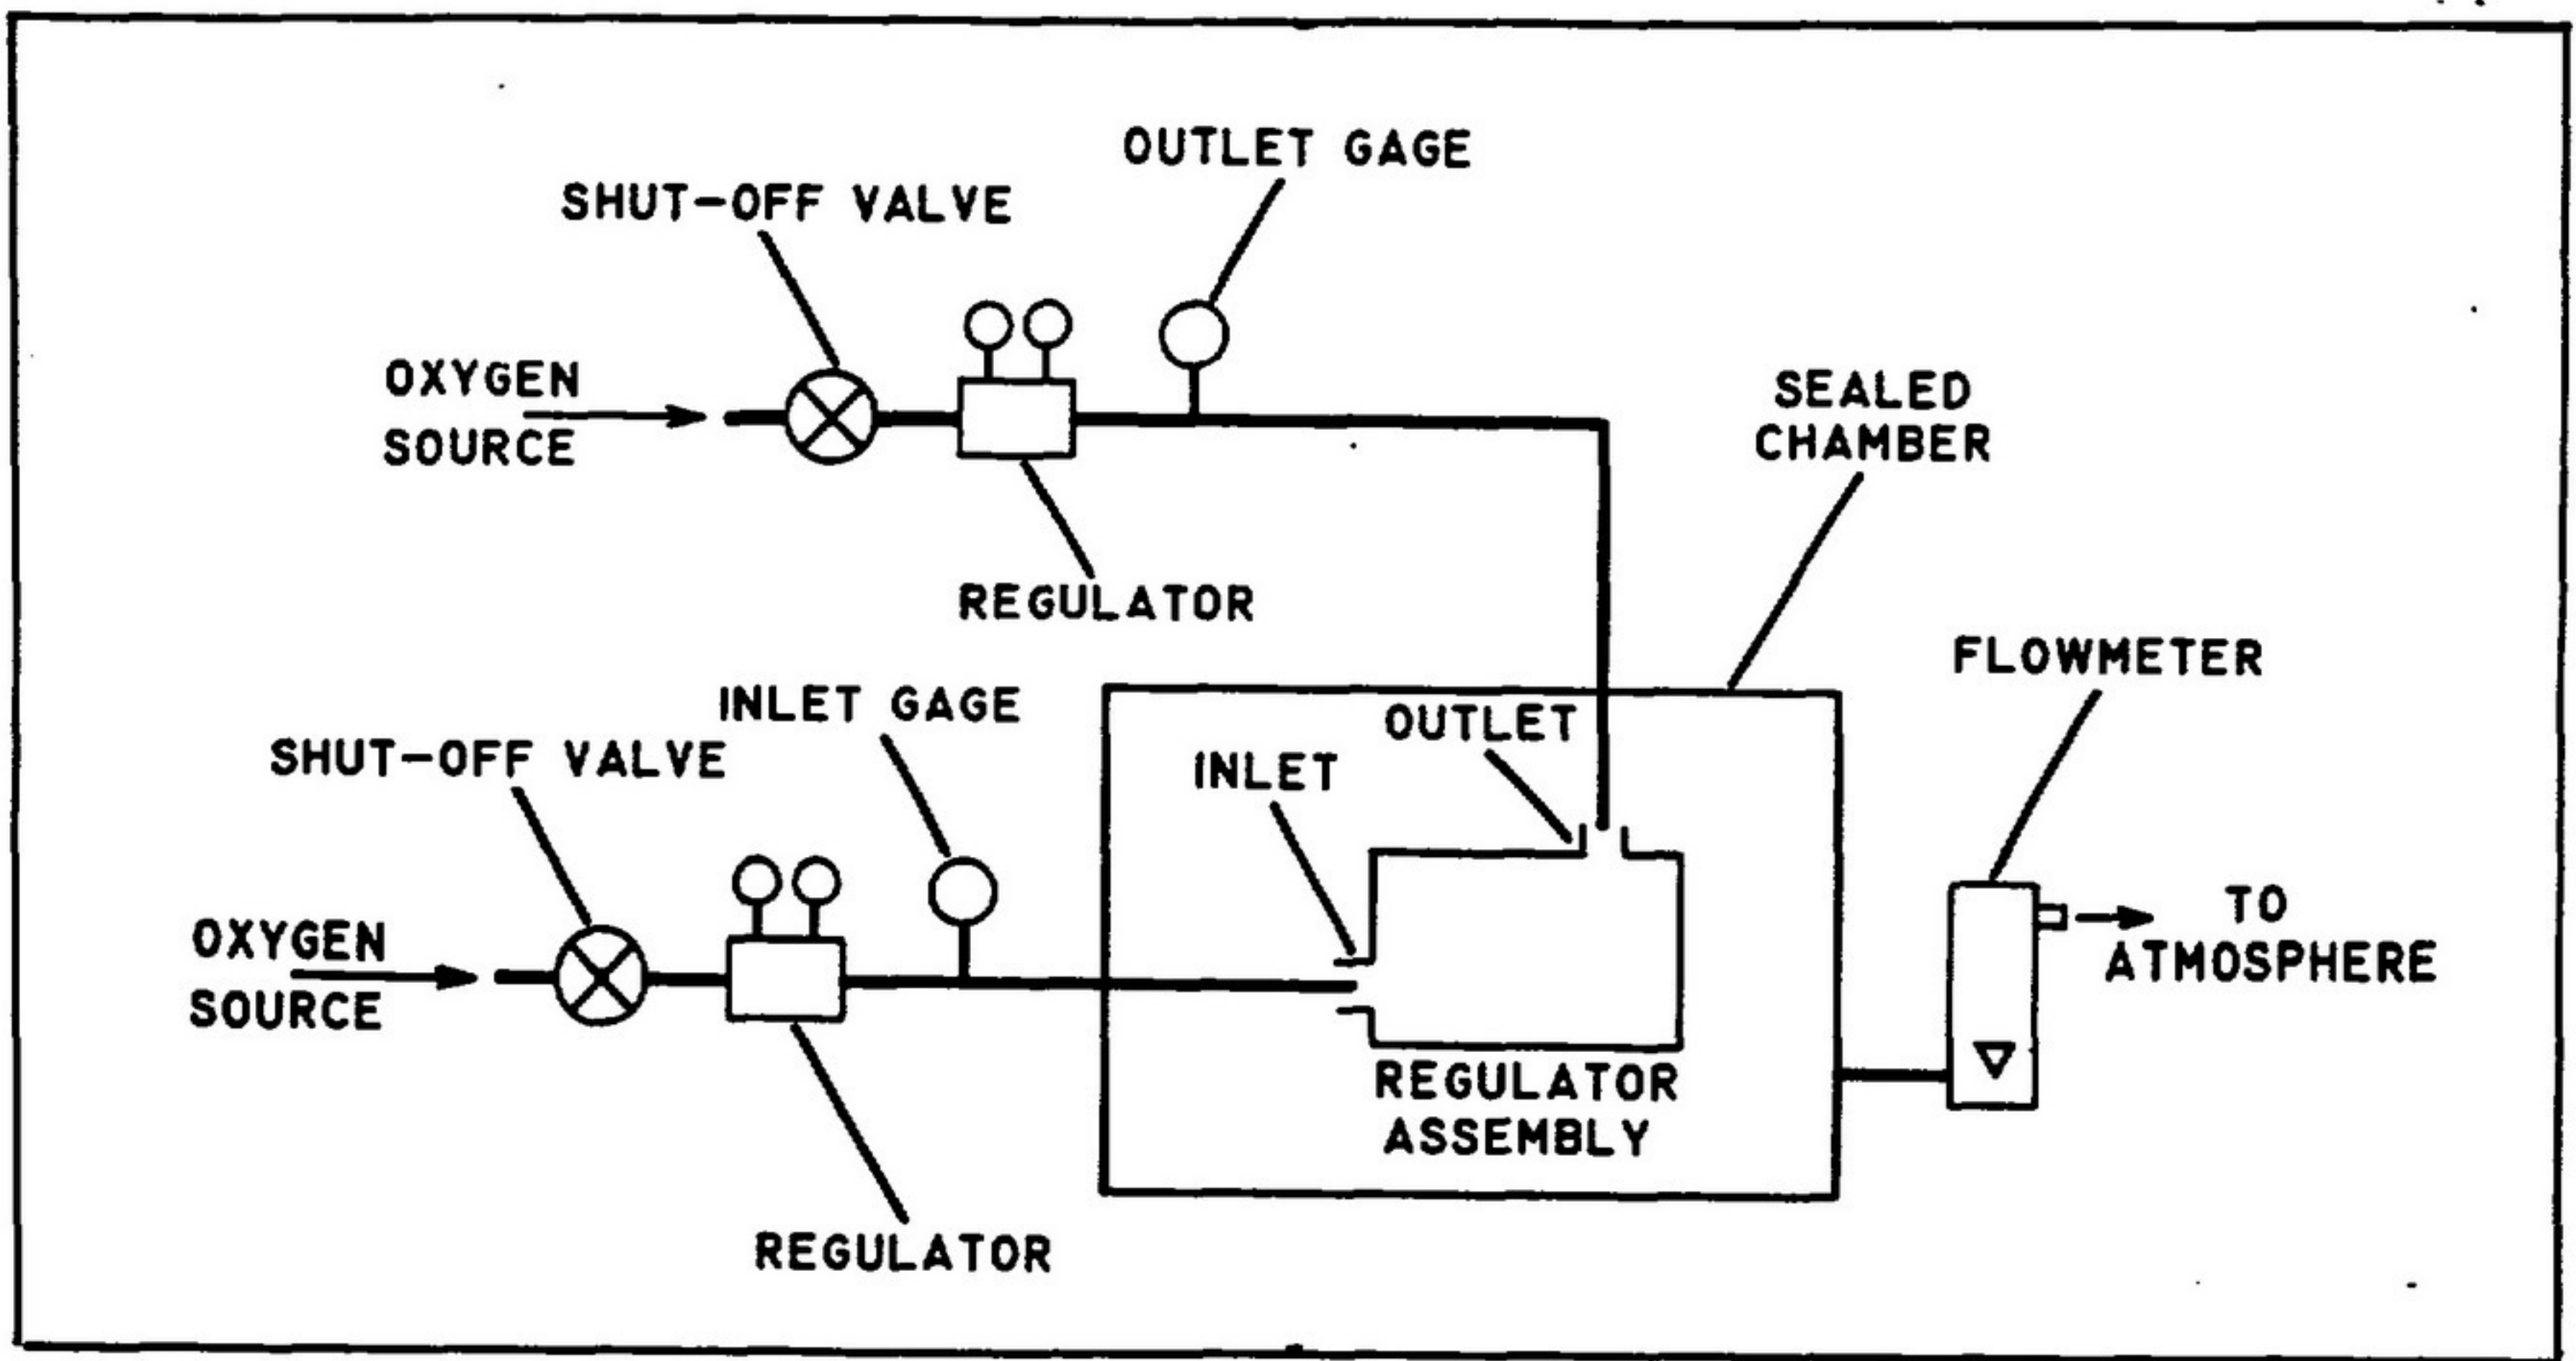 OUTLET GAGE
SHUT-OFF VALVE
OXYGEN
SOURCE
SEALED
CHAMBER
REGULATOR
FLOWMETER
INLET GAGE
OUTLET
SHUT-OFF VALVE
INLET
OXYGEN
SOURCE
TO
ATMOSPHERE
REGULATOR
ASSEMBLY
REGULATOR